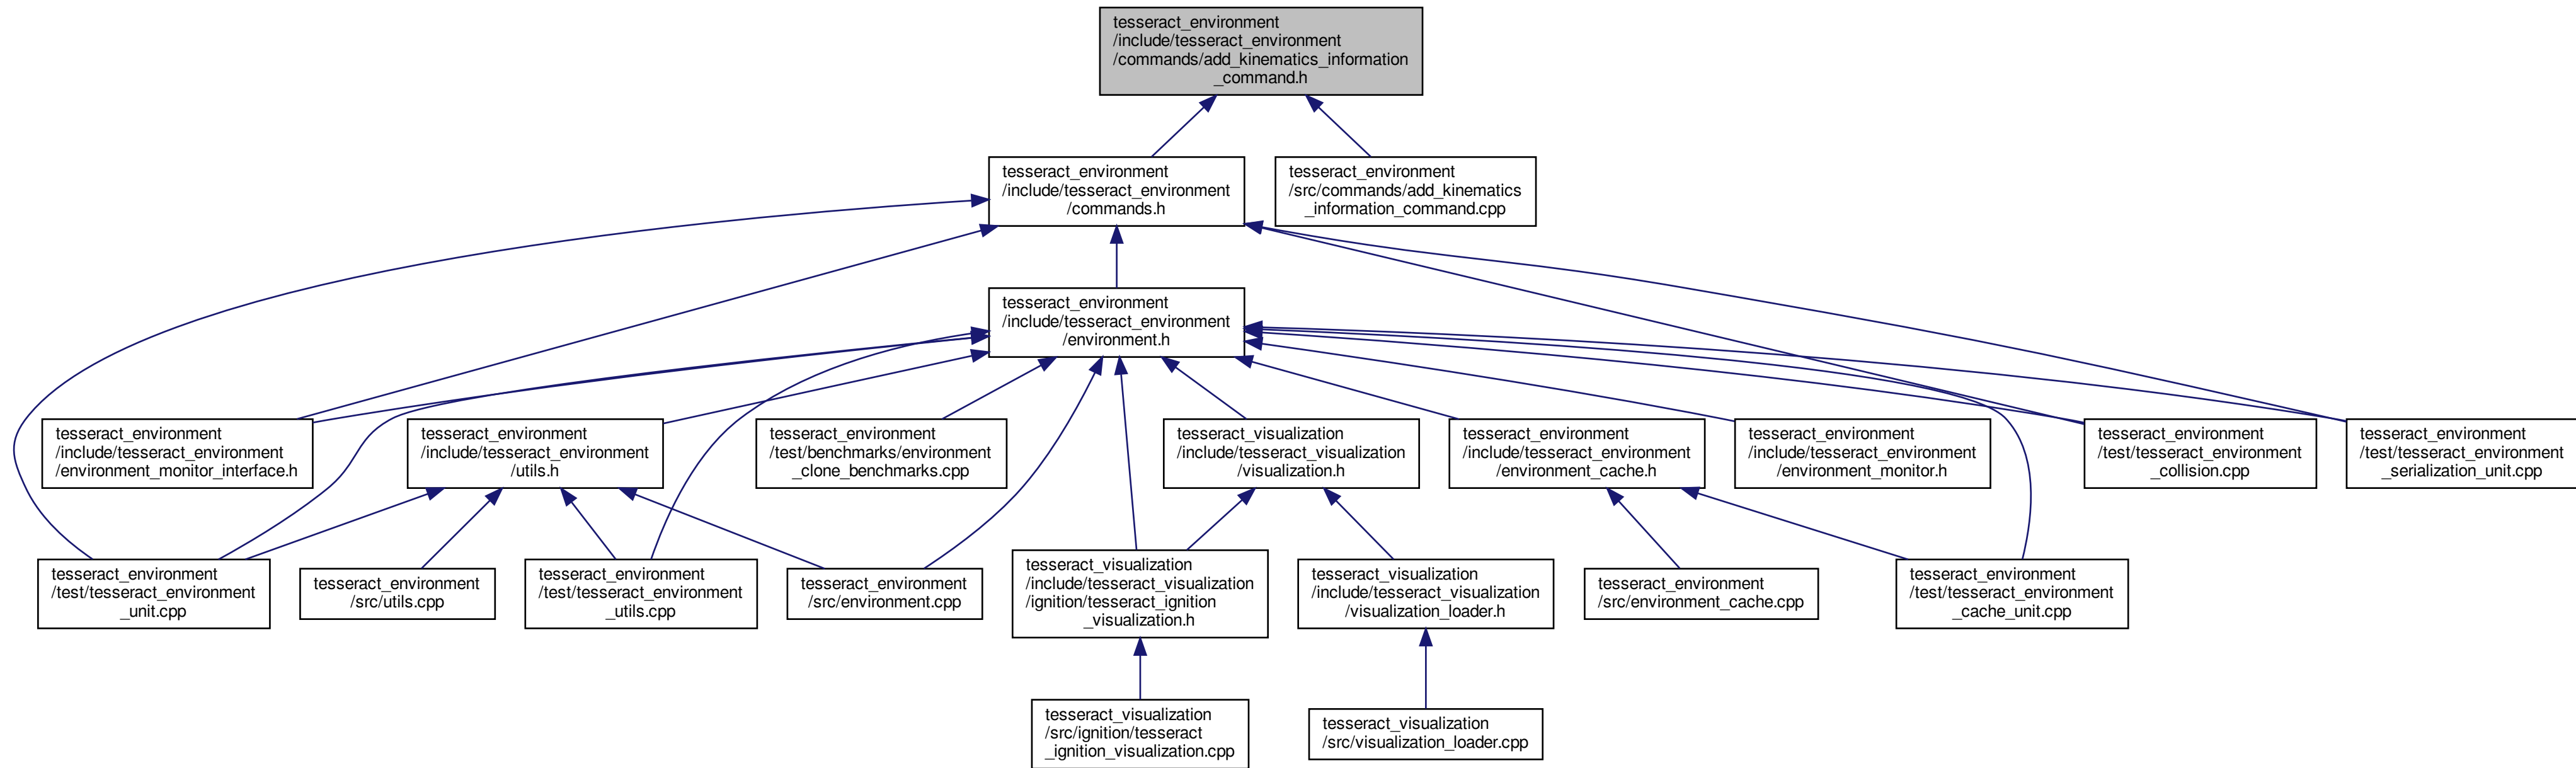 tesseract_environment
/include/tesseract_environment
/commands/add_kinematics_information
_command.h
tesseract_environment
/include/tesseract_environment
/commands.h
tesseract_environment
/src/commands/add_kinematics
_information_command.cpp
tesseract_environment
/include/tesseract_environment
/environment.h
tesseract_environment
/include/tesseract_environment
/environment_monitor_interface.h
tesseract_environment
/include/tesseract_environment
/utils.h
tesseract_environment
/test/benchmarks/environment
_clone_benchmarks.cpp
tesseract_visualization
/include/tesseract_visualization
/visualization.h
tesseract_environment
/include/tesseract_environment
/environment_cache.h
tesseract_environment
/include/tesseract_environment
/environment_monitor.h
tesseract_environment
/test/tesseract_environment
_collision.cpp
tesseract_environment
/test/tesseract_environment
_serialization_unit.cpp
tesseract_environment
/test/tesseract_environment
_unit.cpp
tesseract_environment
/src/utils.cpp
tesseract_environment
/test/tesseract_environment
_utils.cpp
tesseract_environment
/src/environment.cpp
tesseract_visualization
/include/tesseract_visualization
/ignition/tesseract_ignition
_visualization.h
tesseract_visualization
/include/tesseract_visualization
/visualization_loader.h
tesseract_environment
/src/environment_cache.cpp
tesseract_environment
/test/tesseract_environment
_cache_unit.cpp
tesseract_visualization
/src/ignition/tesseract
_ignition_visualization.cpp
tesseract_visualization
/src/visualization_loader.cpp